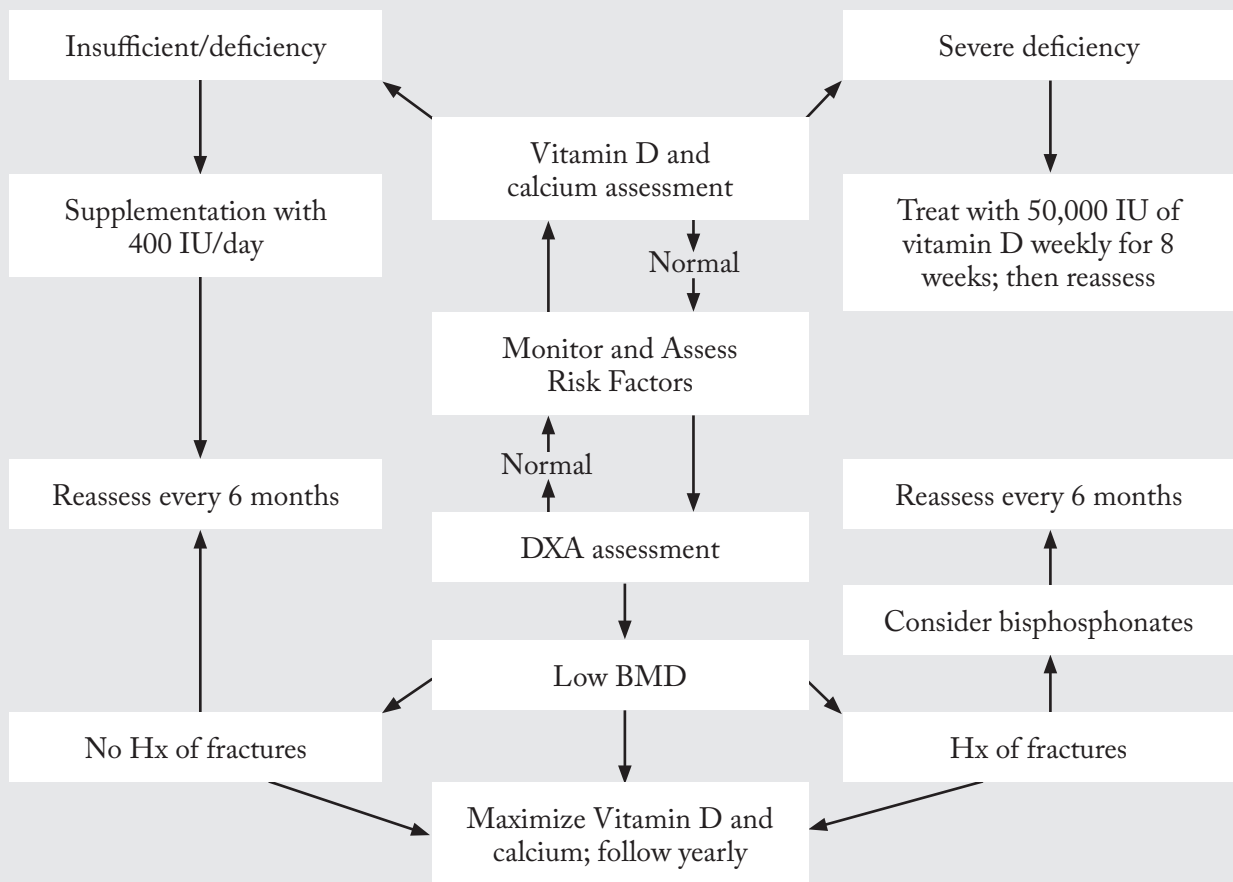 Insufficient/deficiency
Severe deficiency
Vitamin D and
calcium assessment
Supplementation with
400 IU/day
Treat with 50,000 IU of
vitamin D weekly for 8
weeks; then reassess
Normal
Monitor and Assess
Risk Factors
Normal
Reassess every 6 months
Reassess every 6 months
DXA assessment
Consider bisphosphonates
Low BMD
No Hx of fractures
Hx of fractures
Maximize Vitamin D and
calcium; follow yearly